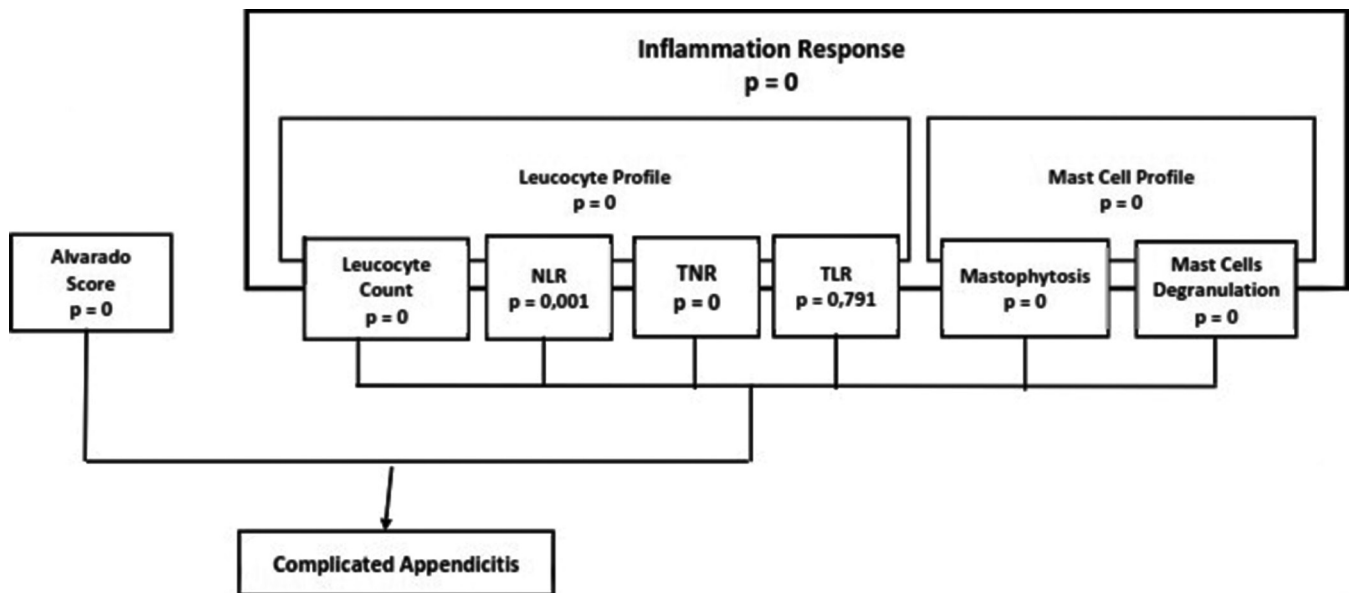 Inflammation Response
p = 0
Leucocyte Profile
p = 0
Mast Cell Profile
p = 0
Alvarado
Score
p = 0
Leucocyte
Count
p = 0
NLR
p = 0,001
TNR
p = 0
TLR
p = 0,791
Mastophytosis
p = 0
Mast Cells
Degranulation
p = 0
Complicated Appendicitis